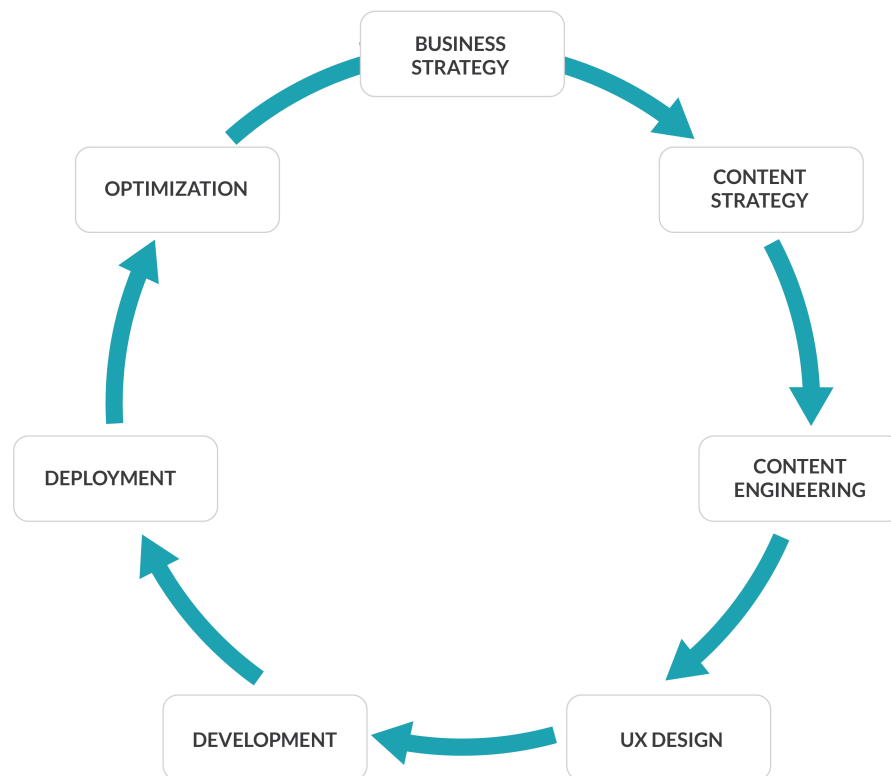 BUSINESS
STRATEGY
CONTENT
STRATEGY
CONTENT
ENGINEERING
UX DESIGN
DEVELOPMENT
DEPLOYMENT
OPTIMIZATION